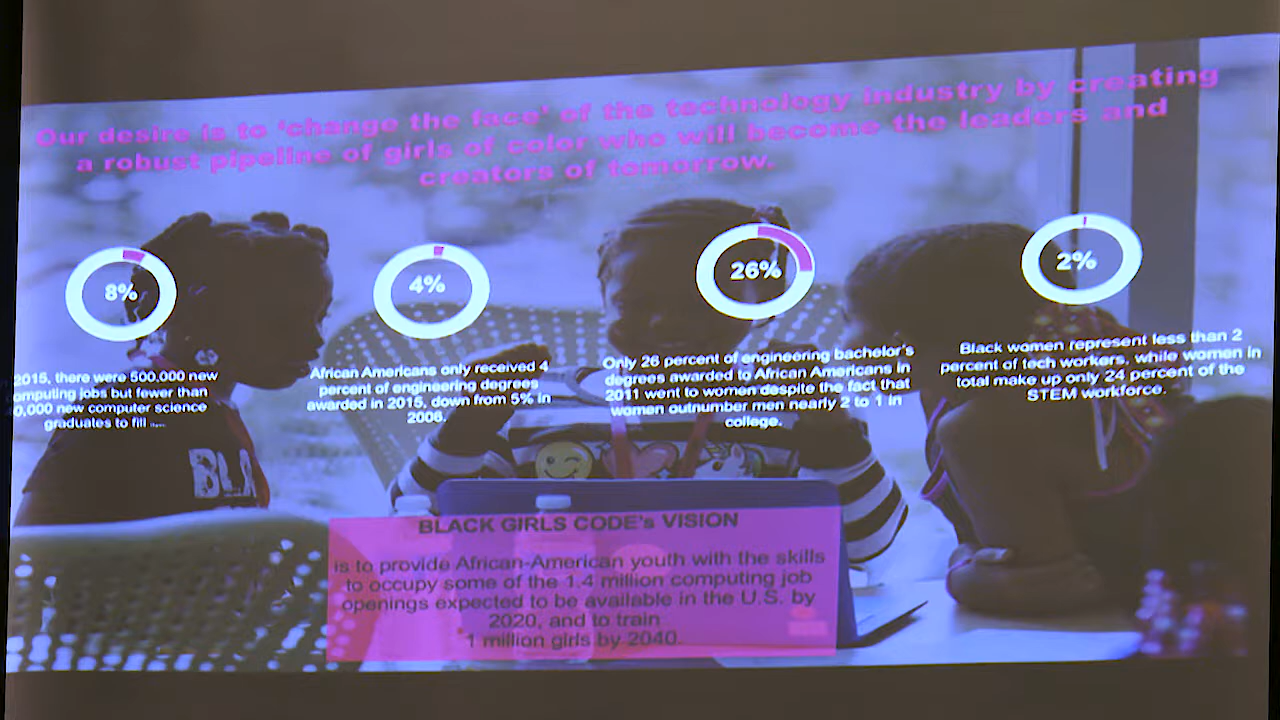 Our desire is to 'change the face' of the technology industry by creating
a robust pipeline of girls of color who will become the leaders and
creators of tomorrow.
8%
2015, there were 500,000 new
omputing jobs but fewer than
0,000 new computer science
graduates to fill
4%
African Americans only received 4
percent of engineering degrees
awarded in 2015, down from 5% in
2006.
26%
Only 26 percent of engineering bachelor's
degrees awarded to African Americans in
2011 went to women despite the fact that
women outnumber men nearly 2 to 1 in
college.
2%
Black women represent less than 2
percent of tech workers, while women in
total make up only 24 percent of the
STEM workforce.
BLA
BLACK GIRLS CODE's VISION
is to provide African-American youth with the skills
to occupy some of the 1.4 million computing job
openings expected to be available in the U.S. by
2020, and to train
1 million girls by 2040.